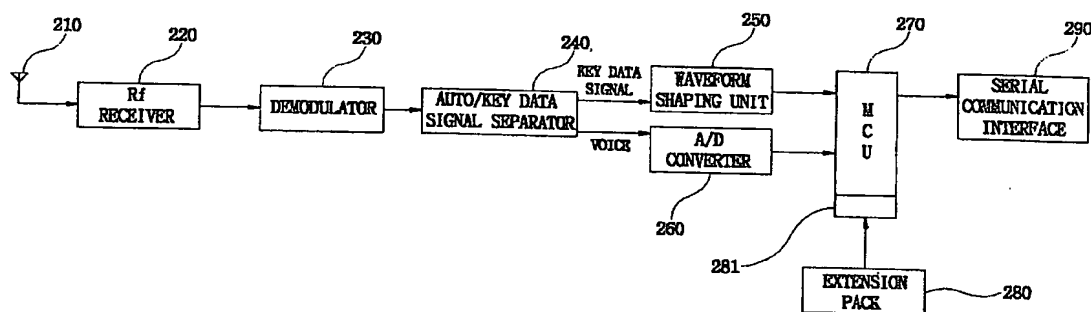 210
220
230
240
250
270
290
Rf
RECEIVER
DEMODULATOR
AUTO/KEY DATA
SIGNAL SEPARATOR
KEY DATA
SIGNAL
VOICE
WAVEFORM
SHAPING UNIT
A/D
CONVERTER
260
MCU
281
EXTENSION
PACK
280
SERIAL
COMMUNICATION
INTERFACE